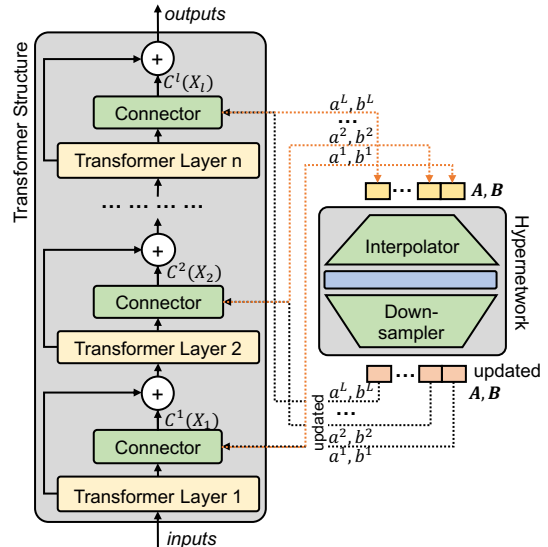 outputs
Transformer Structure
+
C^l(X_l)
Connector
Transformer Layer n
... ... ...
+
C^2(X_2)
Connector
Transformer Layer 2
+
C^1(X_1)
Connector
Transformer Layer 1
inputs
a^L, b^L
...
a^2, b^2
a^1, b^1
... A, B
Hypernetwork
Interpolator
Down-
sampler
... updated
A, B
updated
a^L, b^L
...
a^2, b^2
a^1, b^1